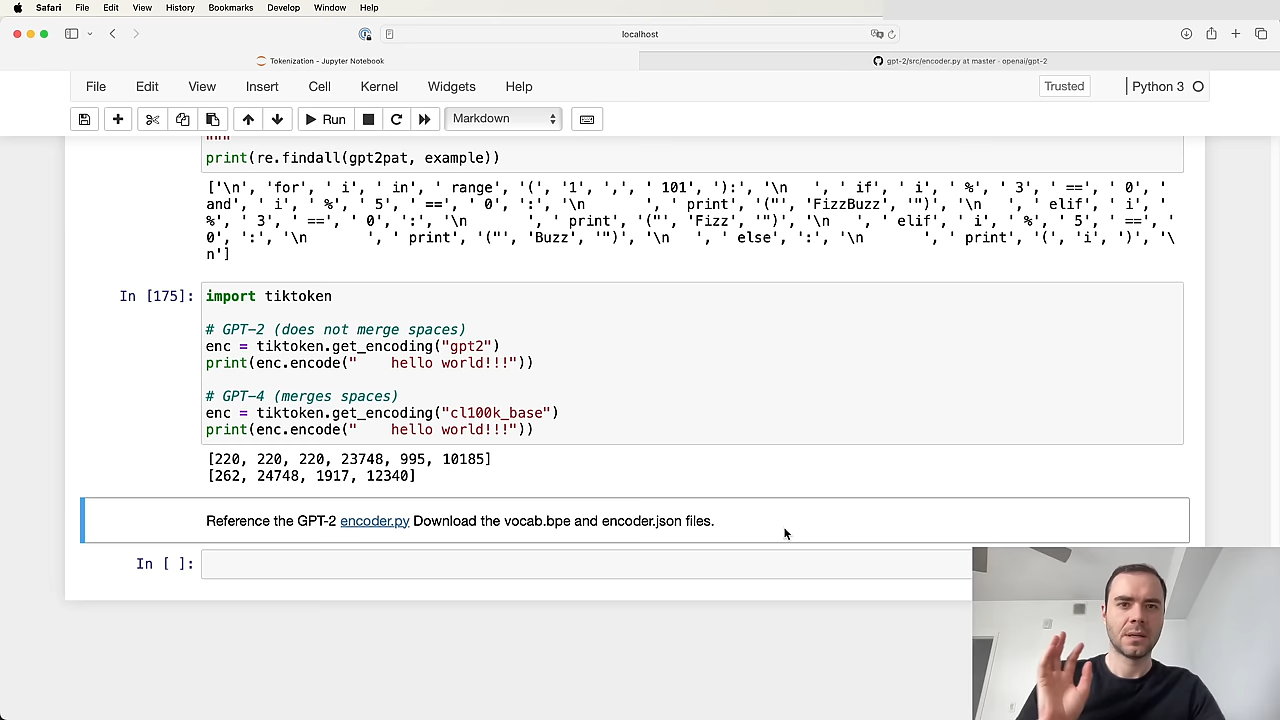 Safari File Edit View History Bookmarks Develop Window Help
localhost
Tokenization - Jupyter Notebook
gpt-2/src/encoder.py at master · openai/gpt-2
File Edit View Insert Cell Kernel Widgets Help
Trusted
Python 3
Run
Markdown
"""
print(re.findall(gpt2pat, example))
['\n', 'for', ' i', ' in', ' range', '(', '1', ',', ' 101', '):', '\n   ', ' if', ' i', ' %', ' 3', ' ==', ' 0', '
and', ' i', ' %', ' 5', ' ==', ' 0', ':', '\n       ', ' print', '("', 'FizzBuzz', '")', '\n   ', ' elif', ' i', '
%', ' 3', ' ==', ' 0', ':', '\n       ', ' print', '("', 'Fizz', '")', '\n   ', ' elif', ' i', ' %', ' 5', ' ==', '
0', ':', '\n       ', ' print', '("', 'Buzz', '")', '\n   ', ' else', ':', '\n       ', ' print', '(', 'i', ')', '\
n']
In [175]:
import tiktoken
# GPT-2 (does not merge spaces)
enc = tiktoken.get_encoding("gpt2")
print(enc.encode("    hello world!!!"))
# GPT-4 (merges spaces)
enc = tiktoken.get_encoding("cl100k_base")
print(enc.encode("    hello world!!!"))
[220, 220, 220, 23748, 995, 10185]
[262, 24748, 1917, 12340]
Reference the GPT-2 encoder.py Download the vocab.bpe and encoder.json files.
In [ ]: